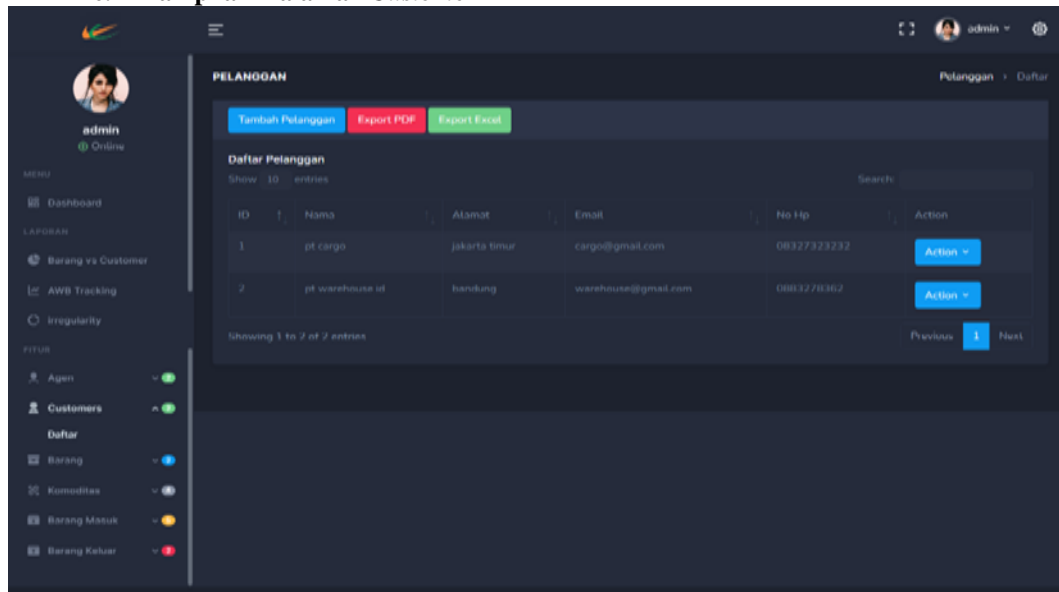 admin
PELANGGAN
Pelanggan › Daftar
Tambah Pelanggan Export PDF Export Excel
admin
Online
Daftar Pelanggan
Show 10 entries Search:
MENU
Dashboard
LAPORAN
Barang vs Customer
AWB Tracking
Irregularity
FITUR
Agen
Customers
Daftar
Barang
Komoditas
Barang Masuk
Barang Keluar
ID Nama Alamat Email No Hp Action
1 pt cargo jakarta timur cargo@gmail.com 08327323232 Action
2 pt warehouse id bandung warehouse@gmail.com 0883278362 Action
Showing 1 to 2 of 2 entries
Previous 1 Next